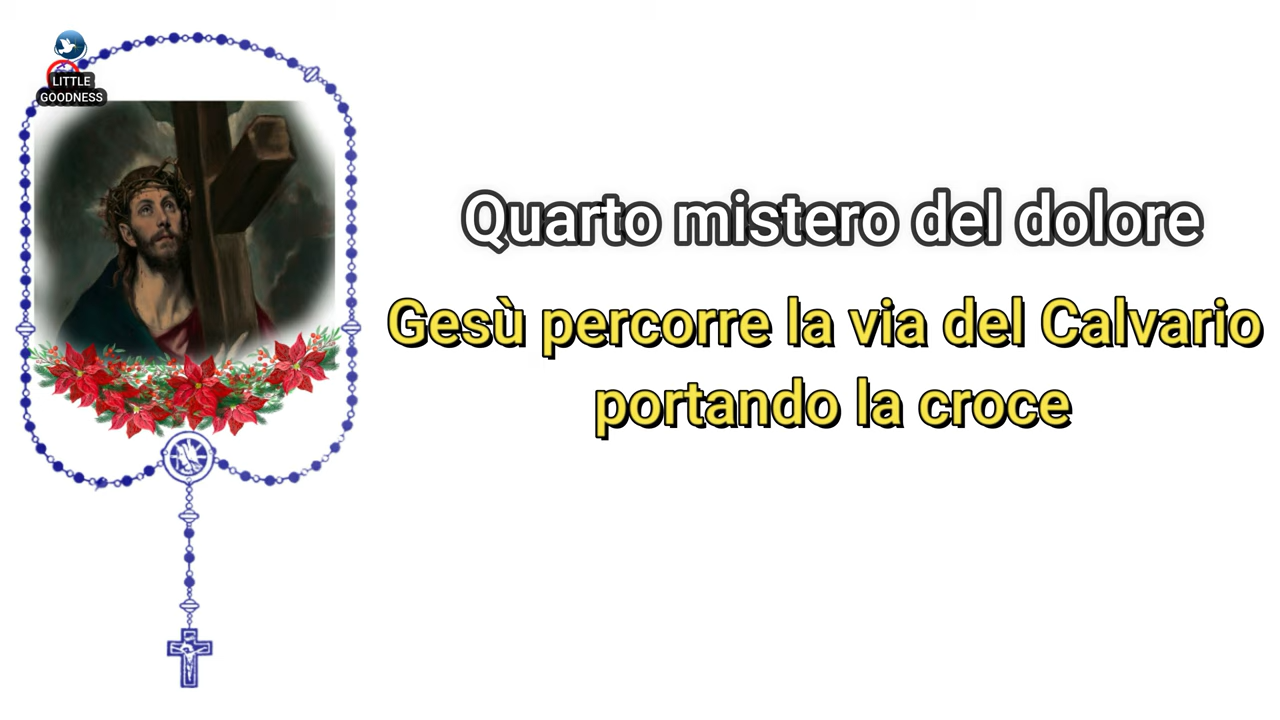 LITTLE
GOODNESS
Quarto mistero del dolore
Gesù percorre la via del Calvario
portando la croce